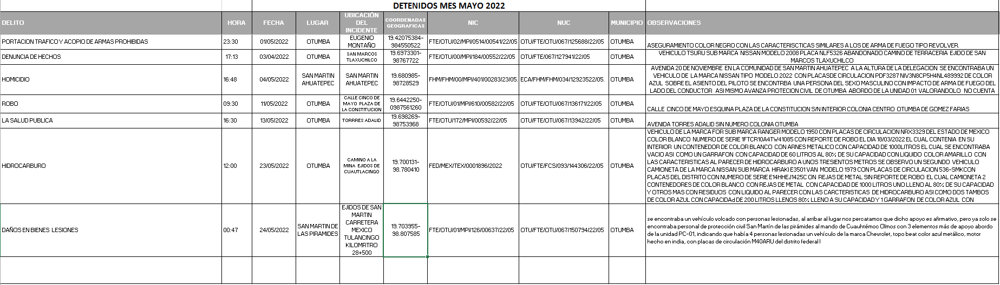 DETENIDOS MES MAYO 2022
DELITO HORA FECHA LUGAR UBICACIÓN DEL INCIDENTE COORDENADAS GEOGRAFICAS NIC NUC MUNICIPIO OBSERVACIONES
PORTACION TRAFICO Y ACOPIO DE ARMAS PROHIBIDAS
23:30
01/05/2022
OTUMBA
EUGENIO
MONTAÑO
19.42075384-
984550522
FTE/OTU/02/MPI/0514/00541/22/05
OTU/FTE/OTU/067/125688/22/05
OTUMBA
ASEGURAMIENTO COLOR NEGRO CON LAS CARACTERISCTICAS SIMILARES A LOS DE ARMA DE FUEGO TIPO REVOLVER.
DENUNCIA DE HECHOS
17:13
03/04/2022
OTUMBA
SAN MARCOS
TLAXUCHILCO
19.6973301-
98767722
FTE/OTU/00/MPI/184/00552/22/05
OTU/FTE/067/127941/22/05
OTUMBA
VEHICULO TSURU SUB MARCA NISSAN MODELO 2008 PLACA NLF5326 ABANDONADO CAMINO DE TERRACERIA EJIDO DE SAN
MARCOS TLAXUCHILCO
HOMICIDIO
16:48
04/05/2022
SAN MARTIN
AHUATEPEC
SAN MARTIN
AHUATEPEC
19.680985-
98728529
FHM/FHM/00/MPI/401/00283/23/05.
ECA/FHM/FHM/034/12923522/05.
OTUMBA
AVENIDA 20 DE NOVIEMBRE EN LA COMUNIDAD DE SAN MARTIN AHUATEPEC A LA ALTURA DE LA DELEGACION SE ENCONTRABA UN
VEHICULO DE LA MARCA NISSAN TIPO MODELO 2022 CON PLACASDE CIRCULACION PDF3287 NIV3N8CP5H4NL489992 DE COLOR
AZUL SOBRE EL ASIENTO DEL PILOTO SE ENCONTRBA UNA PERSONA DEL SEXO MASCULINO CON IMPACTO DE ARMA DE FUEGO DEL
LADO DEL CONDUCTOR ASI MISMO AVANZA PROTECION CIVIL DE OTUMBA ABORDO DE LA UNIDAD 01 VALORANDOLO NO CUENTA
ROBO
09:30
11/05/2022
OTUMBA
CALLE CINCO DE
MAYO PLAZA DE
LA CONSTITUCION
19.6442250-
0987561260
FTE/OTU/01/MPI/610/00582/22/05
OTU/FTE/OTU/067/136171/22/05
OTUMBA
CALLE CINCO DE MAYO ESQUINA PLAZA DE LA CONSTITUCION S/N INTERIOR COLONIA CENTRO OTUMBA DE GOMEZ FARIAS
LA SALUD PUBLICA
16:30
13/05/2022
OTUMBA
TORRRES ADALID
19.698269-
98753968
FTE/OTU/172/MPI/00592/22/05
OTU/FTE/OTU/067/13942/22/05
OTUMBA
AVENIDA TORRES ADALID SIN NUMERO COLONIA OTUMBA
HIDROCARBURO
12:00
23/05/2022
OTUMBA
CAMINO A LA
MINA EJIDOS DE
CUAUTLACINGO
19.700131-
98.780410
FED/MEX/TEX/0001896/2022
OTU/FTE/FCS/093/144306/22/05
OTUMBA
VEHICULO DE LA MARCA FOR SUB MARCA RANGER MODELO 1950 CON PLACAS DE CIRCULACION NRX3329 DEL ESTADO DE MEXICO
COLOR BLANCO NUMERO DE SERIE 1FTCR10A4TW41085 CON REPORTE DE ROBO EL DIA 18/03/2022 EL CUAL CONTENIA EN SU
INTERIOR UN CONTENEDOR DE COLOR BLANCO CON ARNES METALICO CON CAPACIDAD DE 1000LITROS EL CUAL SE ENCONTRABA
VACIO ASI COMO UN GARRAFON CON CAPACIDAD DE 60 LITROS AL 80% DE SU CAPACIDAD CON LIQUIDO COLOR AMARILLO CON
LAS CARACTERISTICAS AL PARECER DE HIDROCARBURO A UNOS TRESIENTOS METROS SE OBSERVO UN SEGUNDO VEHICULO
CAMIONETA DE LA MARCA NISSAN SUB MARCA HIRAKI E3501 VAN MODELO 1979 CON PLACAS DE CIRCULACION 536-SMKCON
PLACAS DEL DISTRITO CON NUMERO DE SERIE E14HHEJ1425C ON REJAS DE METAL SIN REPORTE DE ROBO EL CUAL CAMIONETA 2
CONTENEDORES DE COLOR BLANCO CON REJAS DE METAL CON CAPACIDAD DE 1000 LITROS UNO LLENO AL 80% DE SU CAPACIDAD
Y OTROS MAS CON RESIDUOS CON LIQUIDO AL PARECER CON LAS CARCTERISTICAS DE HIDROCARBURO ASI COMO DOS TAMBOS
DE COLOR AZUL CON CAPACIDAd DE 200 LITROS LLENOS 80% LLENO A SU CAPACIDAD Y 1 GARRAFON DE COLOR AZUL CON
DAÑOS EN BIENES LESIONES
00:47
24/05/2022
SAN MARTIN DE
LAS PIRAMIDES
EJIDOS DE SAN
MARTIN
CARRETERA
MEXICO
TULANCINGO
KILOMRTRO
28+500
19.703955-
98.807585
FTE/OTU/01/MPI/126/00637/22/05
OTU/FTE/OTU/067/150794/22/05
OTUMBA
se encontraba un vehículo volcado con personas lesionadas, al arribar al lugar nos percatamos que dicho apoyo es afirmativo, pero ya solo se
encontraba personal de protección civil San Martín de las pirámides al mando de Cuauhtémoc Olmos con 3 elementos más de apoyo abordo
de la unidad PC-01, indicando que había 4 personas lesionadas un vehículo de la marca Chevrolet, topo beat color azul metálico, motor
hecho en india, con placas de circulación M40ARU del distrito federal l